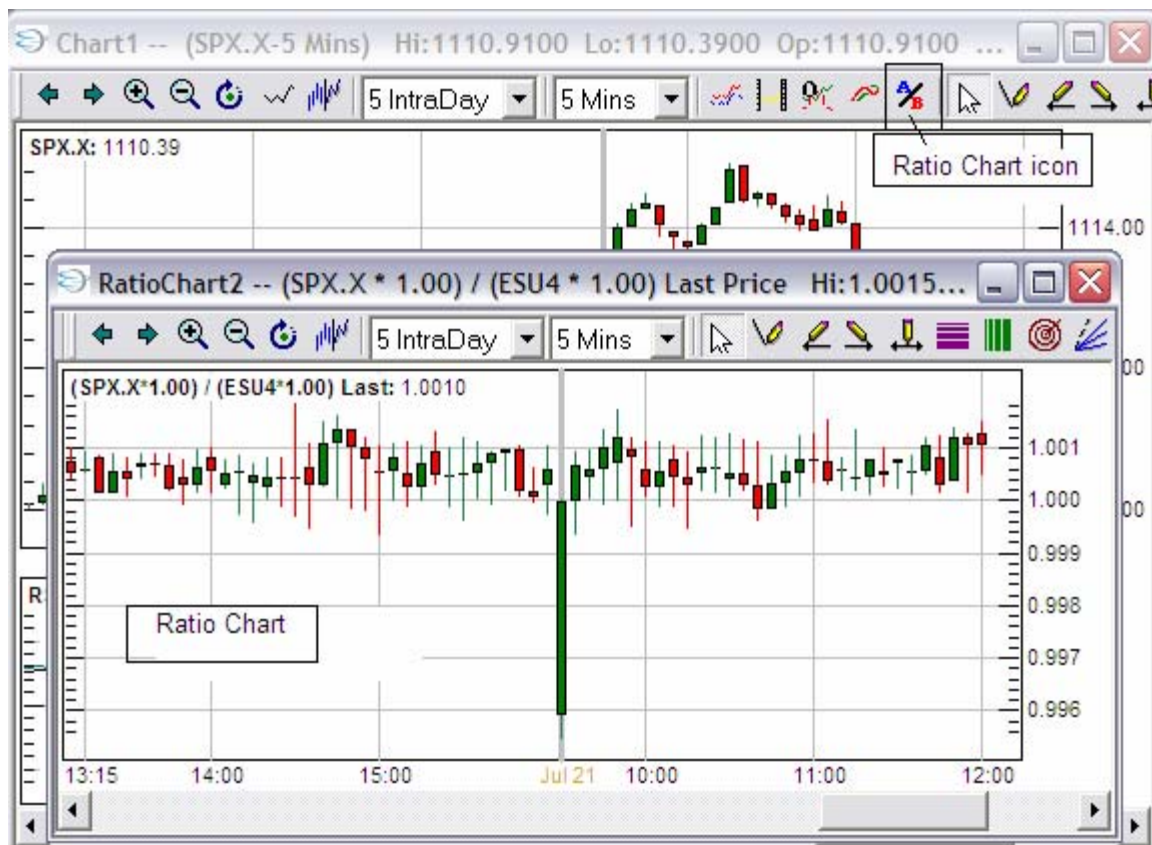 Chart1 -- (SPX.X-5 Mins) Hi:1110.9100 Lo:1110.3900 Op:1110.9100 ...
5 IntraDay 5 Mins A/B
SPX.X: 1110.39
Ratio Chart icon
1114.00
RatioChart2 -- (SPX.X * 1.00) / (ESU4 * 1.00) Last Price Hi:1.0015...
5 IntraDay 5 Mins
(SPX.X*1.00) / (ESU4*1.00) Last: 1.0010
00
1.001
1.000
00
0.999
R
0.998
Ratio Chart
0.997
0.996
13:15 14:00 15:00 Jul 21 10:00 11:00 12:00